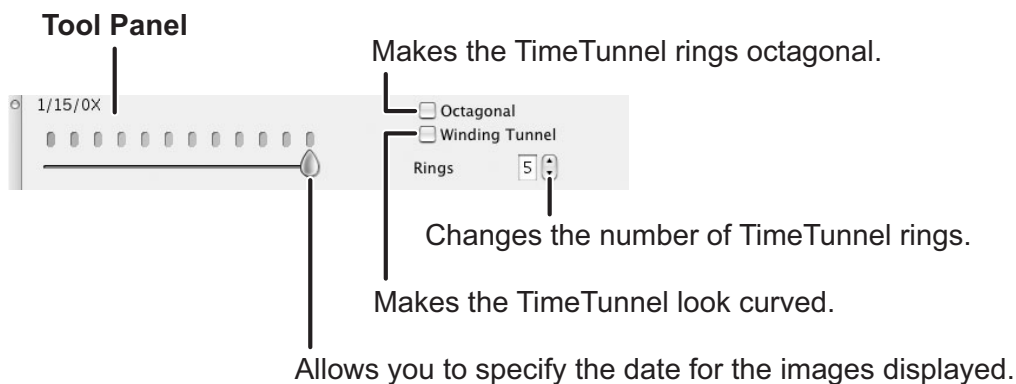 Tool Panel
Makes the TimeTunnel rings octagonal.
1/15/0X
Octagonal
Winding Tunnel
Rings 5
Changes the number of TimeTunnel rings.
Makes the TimeTunnel look curved.
Allows you to specify the date for the images displayed.